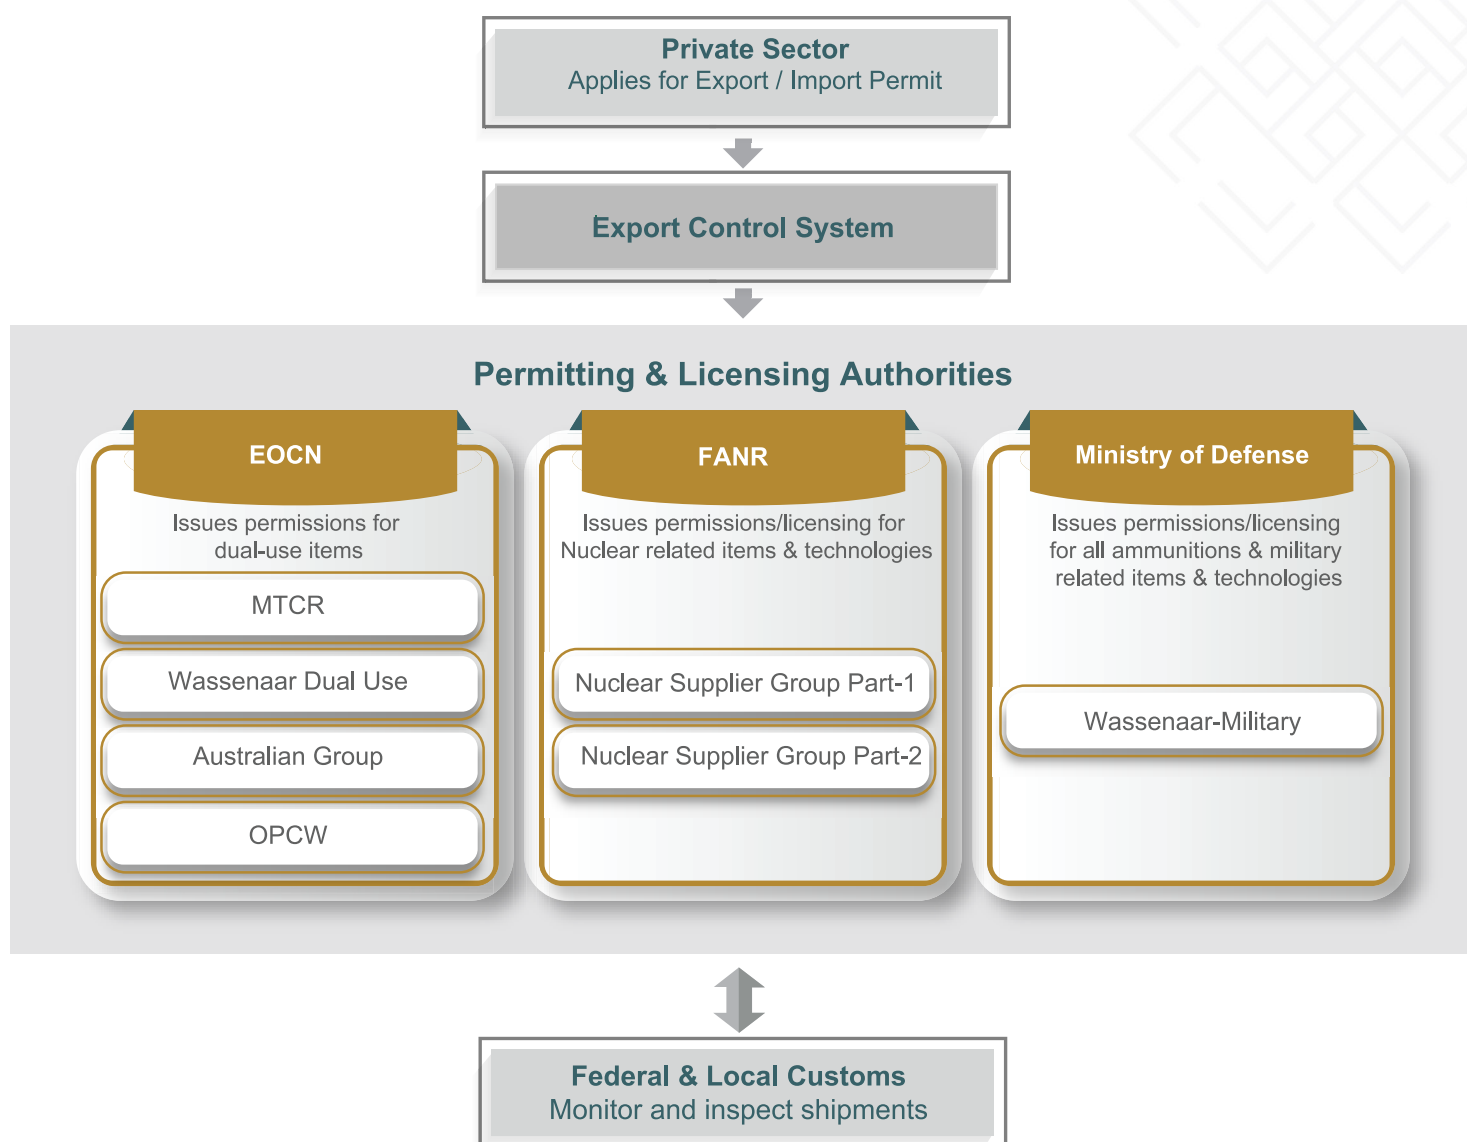 Private Sector
Applies for Export / Import Permit
Export Control System
Permitting & Licensing Authorities
EOCN
Issues permissions for
dual-use items
MTCR
Wassenaar Dual Use
Australian Group
OPCW
FANR
Issues permissions/licensing for
Nuclear related items & technologies
Nuclear Supplier Group Part-1
Nuclear Supplier Group Part-2
Ministry of Defense
Issues permissions/licensing
for all ammunitions & military
related items & technologies
Wassenaar-Military
Federal & Local Customs
Monitor and inspect shipments